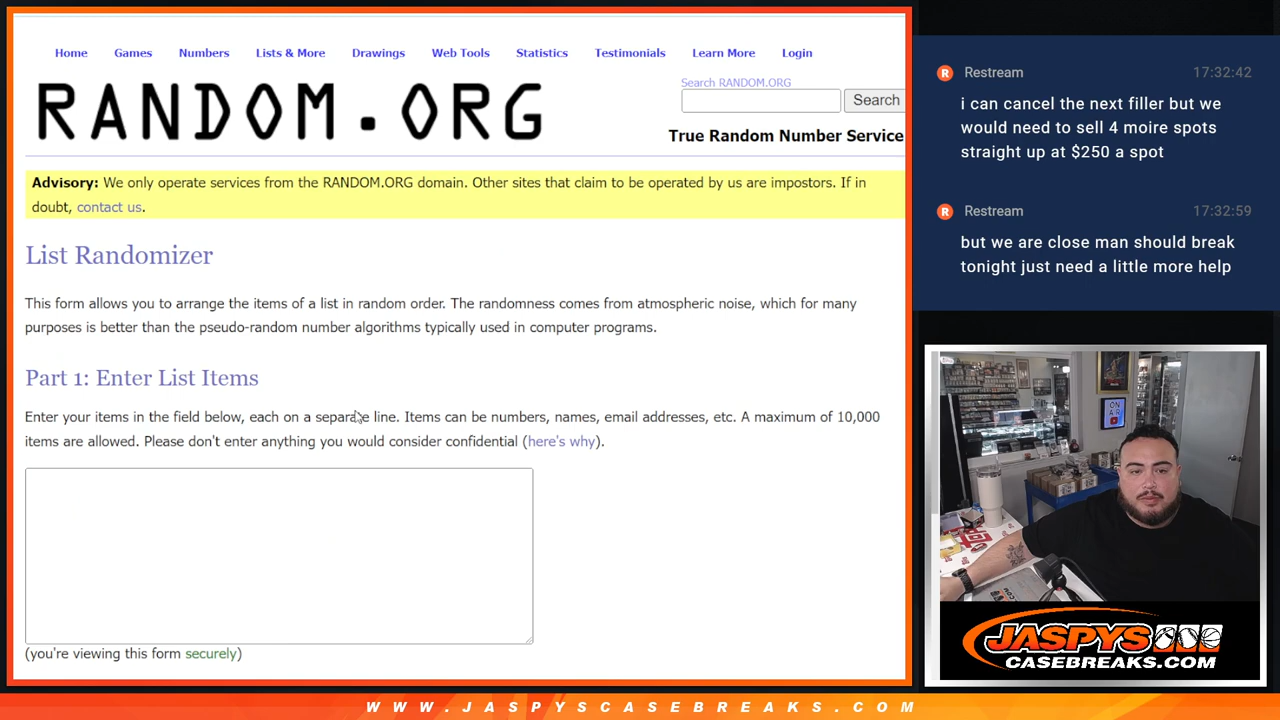 Home Games Numbers Lists & More Drawings Web Tools Statistics Testimonials Learn More Login
RANDOM.ORG
Search RANDOM.ORG
Search
True Random Number Service
Advisory: We only operate services from the RANDOM.ORG domain. Other sites that claim to be operated by us are impostors. If in
doubt, contact us.
List Randomizer
This form allows you to arrange the items of a list in random order. The randomness comes from atmospheric noise, which for many
purposes is better than the pseudo-random number algorithms typically used in computer programs.
Part 1: Enter List Items
Enter your items in the field below, each on a separate line. Items can be numbers, names, email addresses, etc. A maximum of 10,000
items are allowed. Please don't enter anything you would consider confidential (here's why).
(you're viewing this form securely)
R Restream 17:32:42
i can cancel the next filler but we
would need to sell 4 moire spots
straight up at $250 a spot
R Restream 17:32:59
but we are close man should break
tonight just need a little more help
ON
AIR
JASPYS
CASEBREAKS.COM
WWW.JASPYSCASEBREAKS.COM